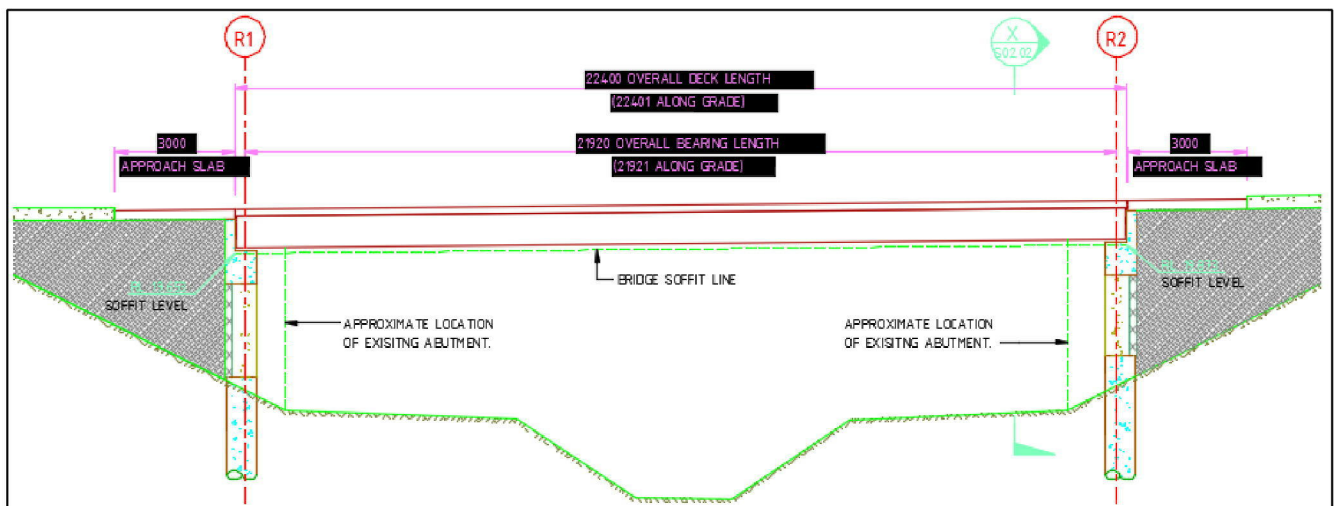 R1
X
S02.02
R2
22400 OVERALL DECK LENGTH
(22401 ALONG GRADE)
3000
APPROACH SLAB
21920 OVERALL BEARING LENGTH
(21921 ALONG GRADE)
3000
APPROACH SLAB
BRIDGE SOFFIT LINE
SOFFIT LEVEL
SOFFIT LEVEL
APPROXIMATE LOCATION
OF EXISITNG ABUTMENT.
APPROXIMATE LOCATION
OF EXISITNG ABUTMENT.